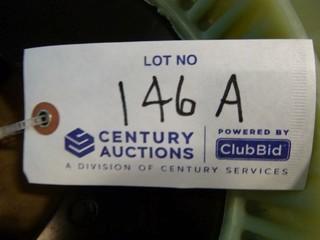 LOT NO
146 A
CENTURY AUCTIONS
POWERED BY
ClubBid
A DIVISION OF CENTURY SERVICES